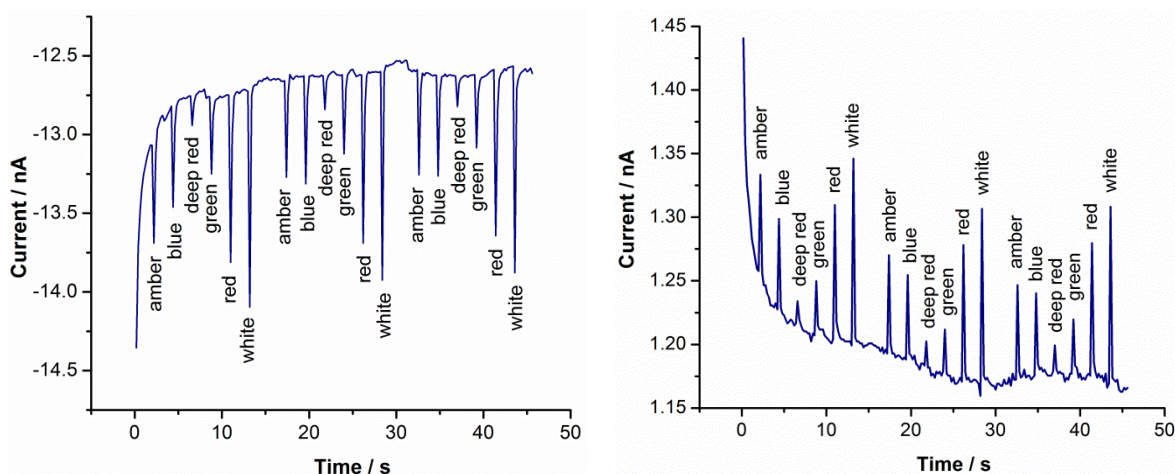 -12.5
-13.0
-13.5
-14.0
-14.5
Current / nA
0
10
20
30
40
50
Time / s
amber
blue
deep red
green
red
white
amber
blue
deep red
green
red
white
amber
blue
deep red
green
red
white
1.45
1.40
1.35
1.30
1.25
1.20
1.15
Current / nA
0
10
20
30
40
50
Time / s
amber
blue
deep red
green
red
white
amber
blue
deep red
green
red
white
amber
blue
deep red
green
red
white